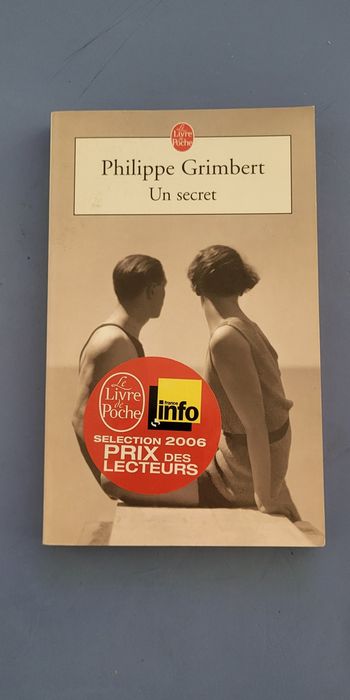 Le
Livre
de
Poche
Philippe Grimbert
Un secret
Le
Livre
de
Poche
france
info
SELECTION 2006
PRIX DES
LECTEURS